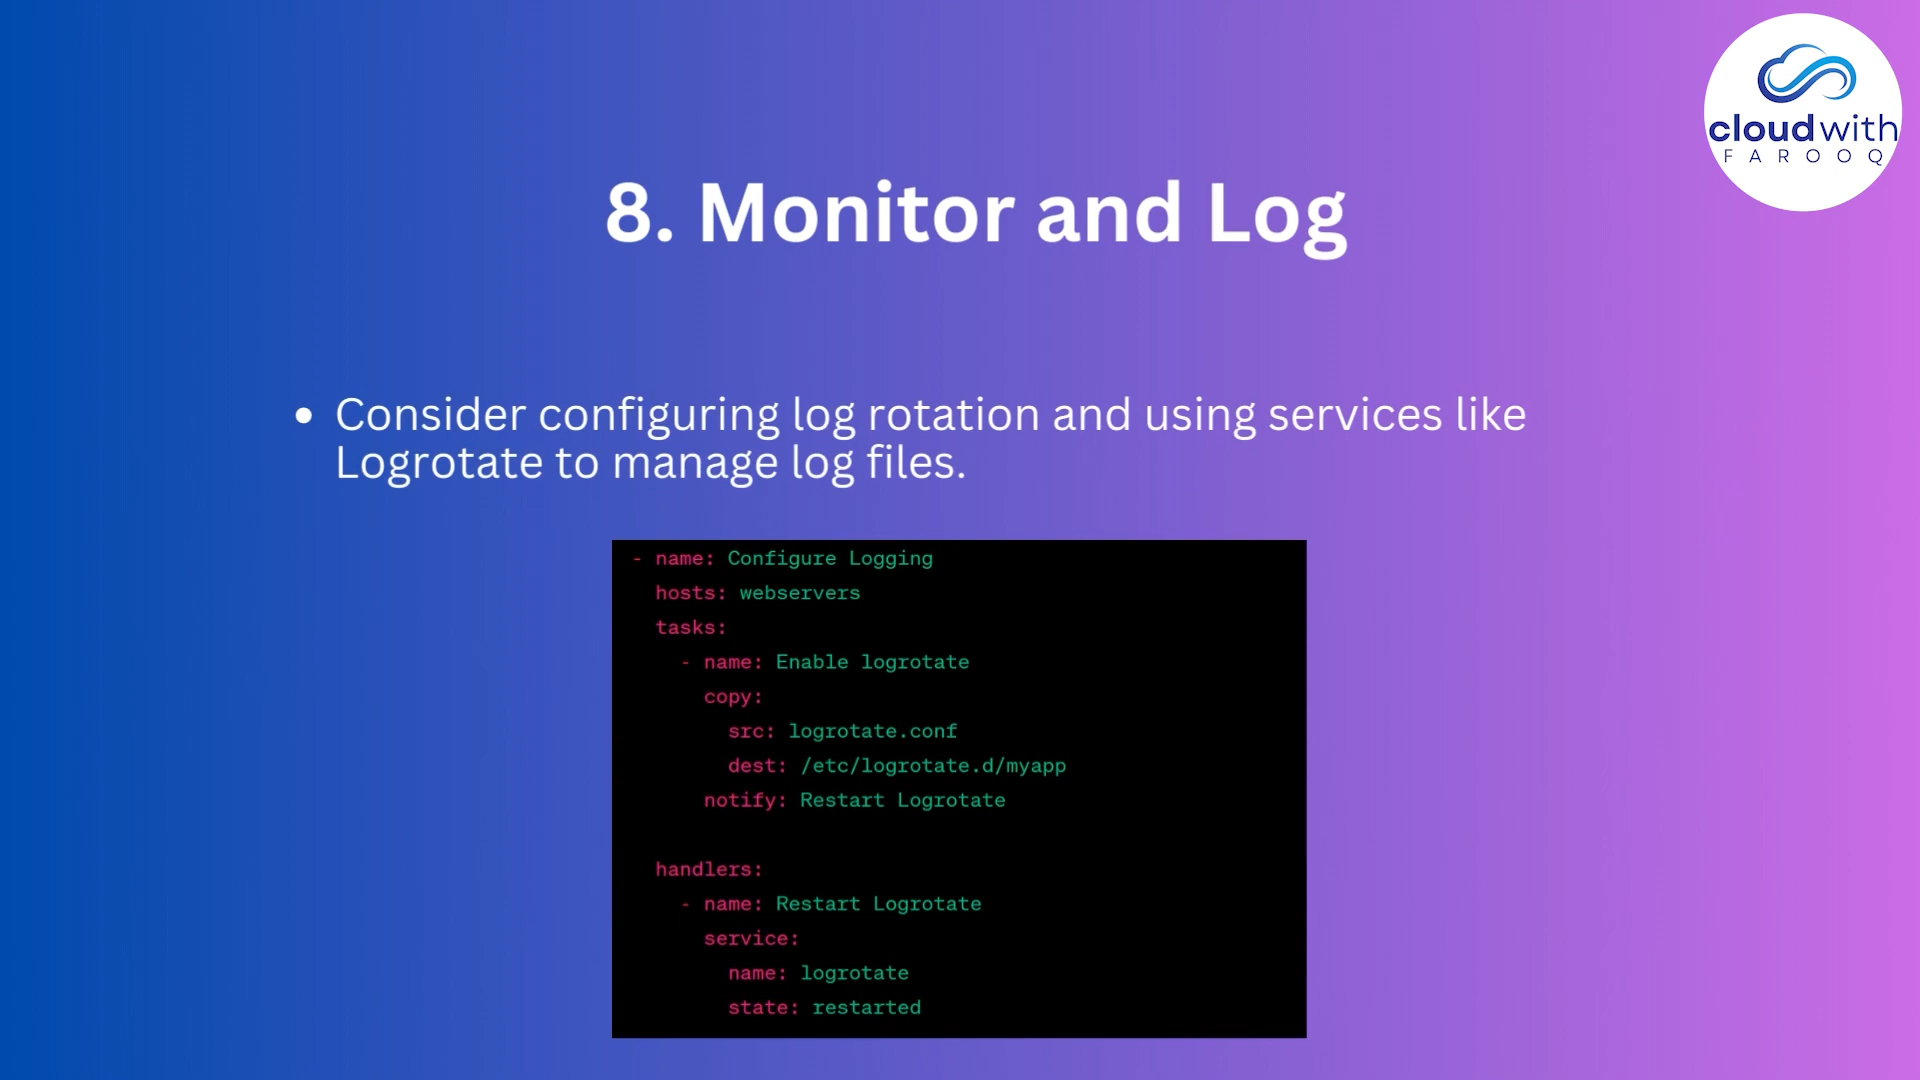 cloudwith
FAROOQ
8. Monitor and Log
• Consider configuring log rotation and using services like
Logrotate to manage log files.
- name: Configure Logging
  hosts: webservers
  tasks:
    - name: Enable logrotate
      copy:
        src: logrotate.conf
        dest: /etc/logrotate.d/myapp
      notify: Restart Logrotate

  handlers:
    - name: Restart Logrotate
      service:
        name: logrotate
        state: restarted